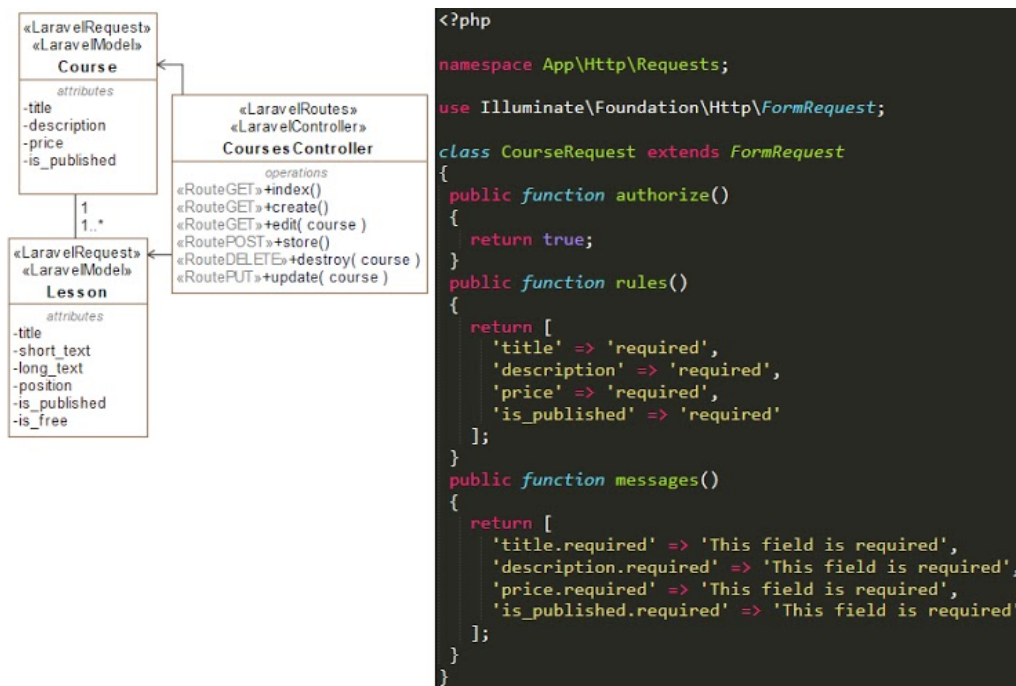 «LaravelRequest»
«LaravelModel»
Course
attributes
-title
-description
-price
-is_published
1
1..*
«LaravelRequest»
«LaravelModel»
Lesson
attributes
-title
-short_text
-long_text
-position
-is_published
-is_free
«LaravelRoutes»
«LaravelController»
CoursesController
operations
«RouteGET»+index()
«RouteGET»+create()
«RouteGET»+edit( course )
«RoutePOST»+store()
«RouteDELETE»+destroy( course )
«RoutePUT»+update( course )
<?php
namespace App\Http\Requests;
use Illuminate\Foundation\Http\FormRequest;
class CourseRequest extends FormRequest
{
public function authorize()
{
return true;
}
public function rules()
{
return [
'title' => 'required',
'description' => 'required',
'price' => 'required',
'is_published' => 'required'
];
}
public function messages()
{
return [
'title.required' => 'This field is required',
'description.required' => 'This field is required',
'price.required' => 'This field is required',
'is_published.required' => 'This field is required'
];
}
}